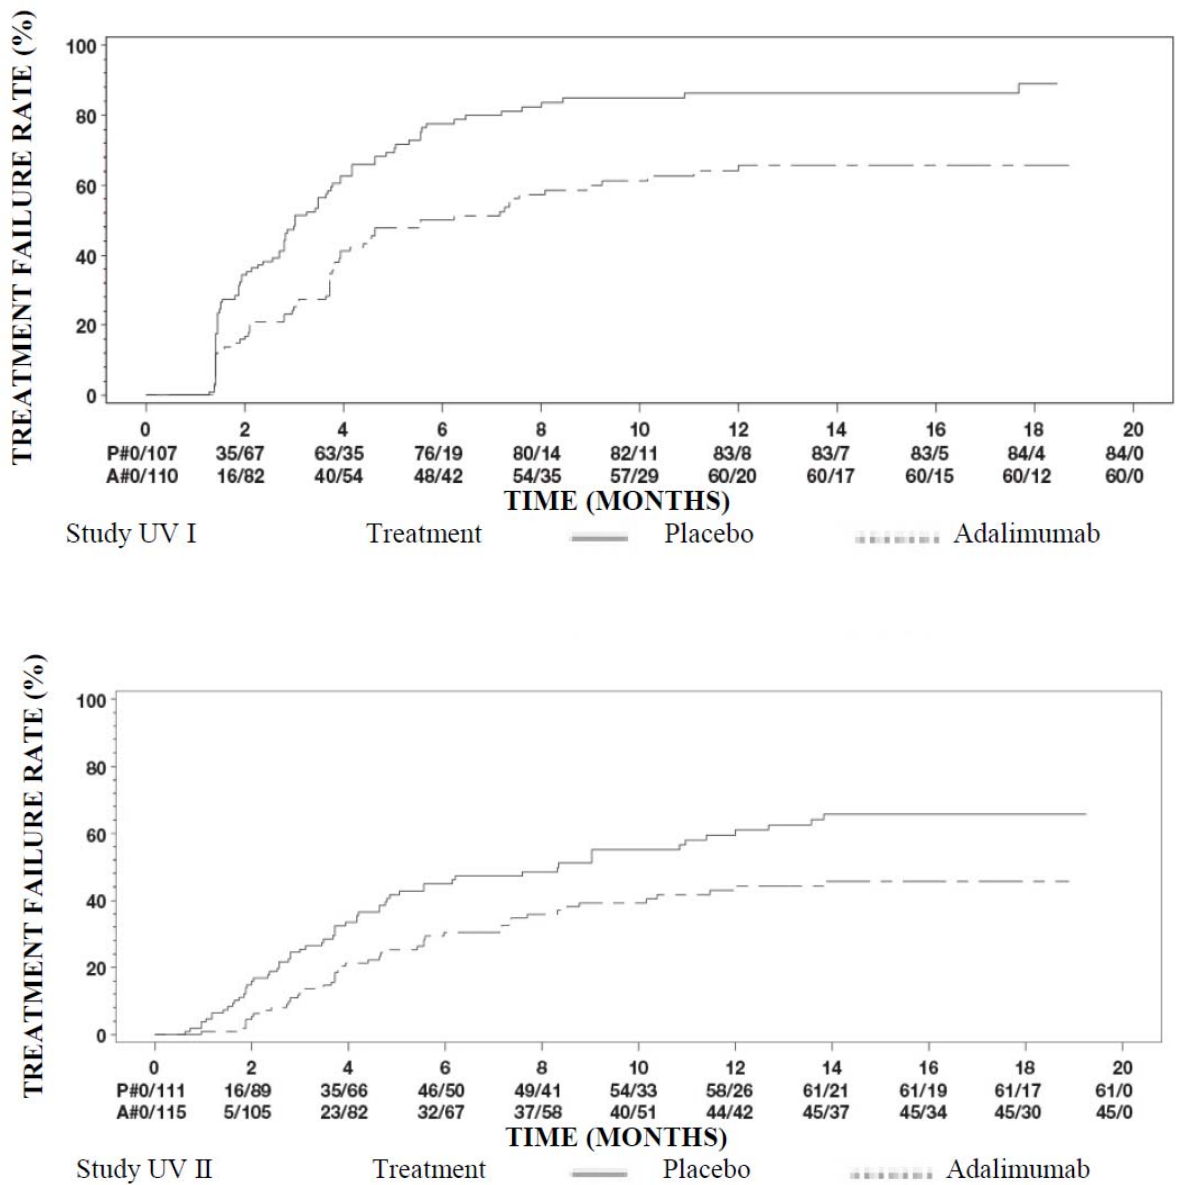 TREATMENT FAILURE RATE (%)
100
80
60
40
20
0
0 2 4 6 8 10 12 14 16 18 20
P#0/107 35/67 63/35 76/19 80/14 82/11 83/8 83/7 83/5 84/4 84/0
A#0/110 16/82 40/54 48/42 54/35 57/29 60/20 60/17 60/15 60/12 60/0
TIME (MONTHS)
Study UV I Treatment Placebo Adalimumab
TREATMENT FAILURE RATE (%)
100
80
60
40
20
0
0 2 4 6 8 10 12 14 16 18 20
P#0/111 16/89 35/66 46/50 49/41 54/33 58/26 61/21 61/19 61/17 61/0
A#0/115 5/105 23/82 32/67 37/58 40/51 44/42 45/37 45/34 45/30 45/0
TIME (MONTHS)
Study UV II Treatment Placebo Adalimumab